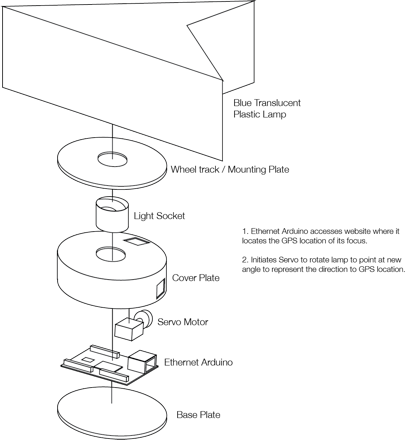 Blue Translucent
Plastic Lamp
Wheel track / Mounting Plate
Light Socket
1. Ethernet Arduino accesses website where it
locates the GPS location of its focus.
2. Initiates Servo to rotate lamp to point at new
angle to represent the direction to GPS location.
Cover Plate
Servo Motor
Ethernet Arduino
Base Plate